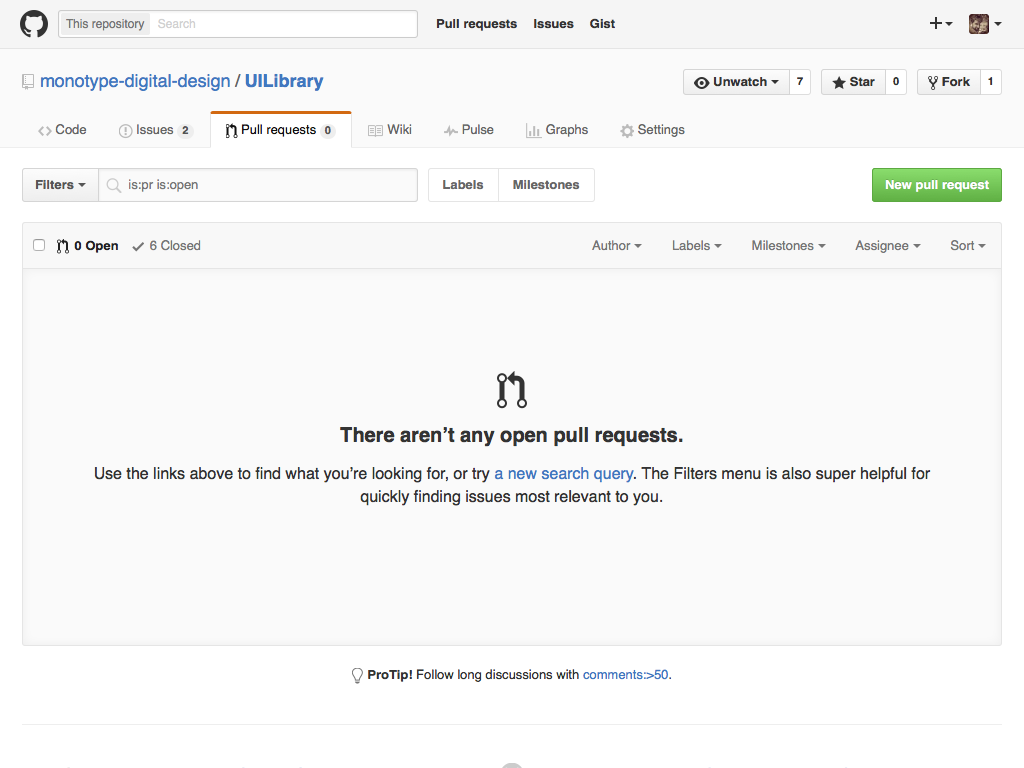 This repository Search Pull requests Issues Gist
monotype-digital-design / UILibrary Unwatch 7 Star 0 Fork 1
Code Issues 2 Pull requests 0 Wiki Pulse Graphs Settings
Filters is:pr is:open Labels Milestones New pull request
0 Open 6 Closed Author Labels Milestones Assignee Sort
There aren’t any open pull requests.
Use the links above to find what you’re looking for, or try a new search query. The Filters menu is also super helpful for
quickly finding issues most relevant to you.
ProTip! Follow long discussions with comments:>50.